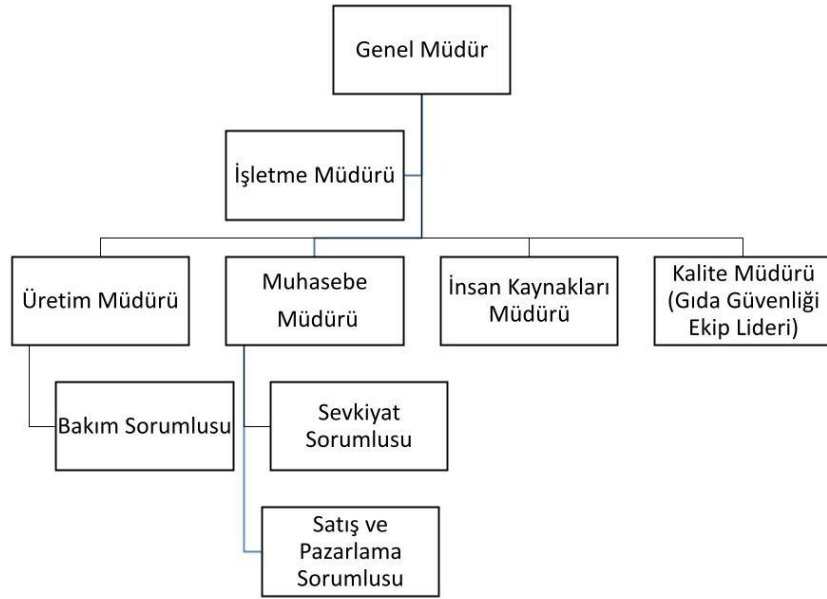 Genel Müdür
İşletme Müdürü
Üretim Müdürü
Muhasebe
Müdürü
İnsan Kaynakları
Müdürü
Kalite Müdürü
(Gıda Güvenliği
Ekip Lideri)
Bakım Sorumlusu
Sevkiyat
Sorumlusu
Satış ve
Pazarlama
Sorumlusu